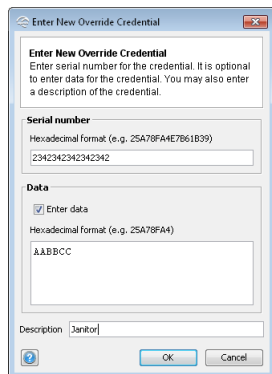 Enter New Override Credential
Enter New Override Credential
Enter serial number for the credential. It is optional
to enter data for the credential. You may also enter
a description of the credential.
Serial number
Hexadecimal format (e.g. 25A78FA4E7B61B39)
2342342342342342
Data
Enter data
Hexadecimal format (e.g. 25A78FA4)
AABBCC
Description Janitor
? OK Cancel